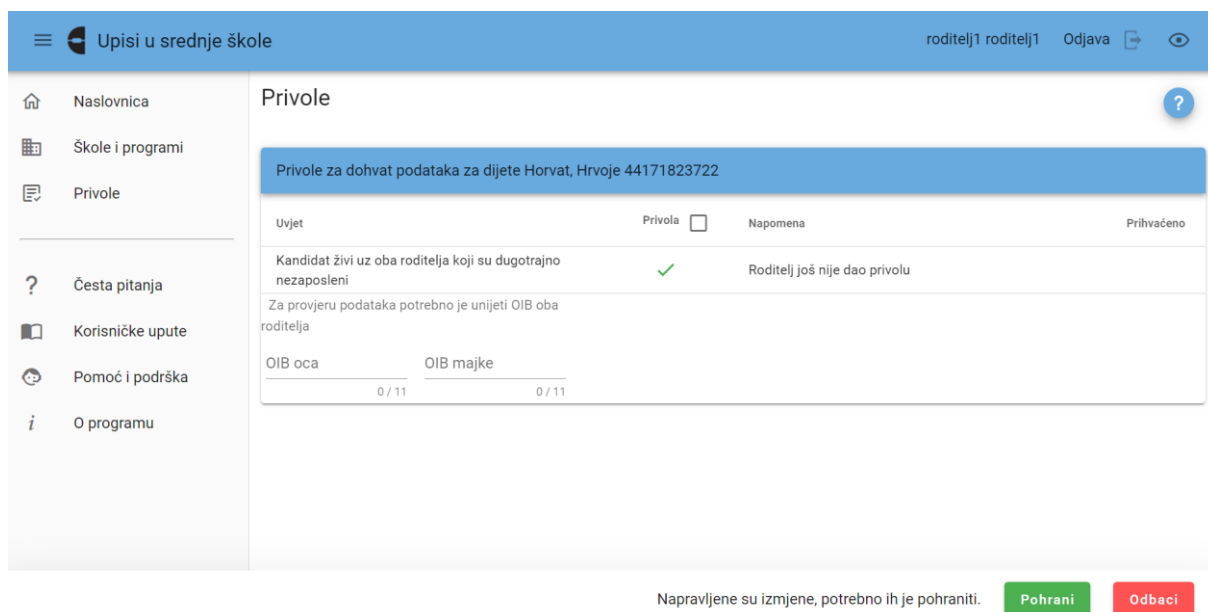 Upisi u srednje škole
roditelj1 roditelj1 Odjava
Naslovnica
Škole i programi
Privole
Česta pitanja
Korisničke upute
Pomoć i podrška
i O programu
Privole
?
Privole za dohvat podataka za dijete Horvat, Hrvoje 44171823722
Uvjet Privola Napomena Prihvaćeno
Kandidat živi uz oba roditelja koji su dugotrajno
nezaposleni
Roditelj još nije dao privolu
Za provjeru podataka potrebno je unijeti OIB oba
roditelja
OIB oca OIB majke
0 / 11 0 / 11
Napravljene su izmjene, potrebno ih je pohraniti. Pohrani Odbaci